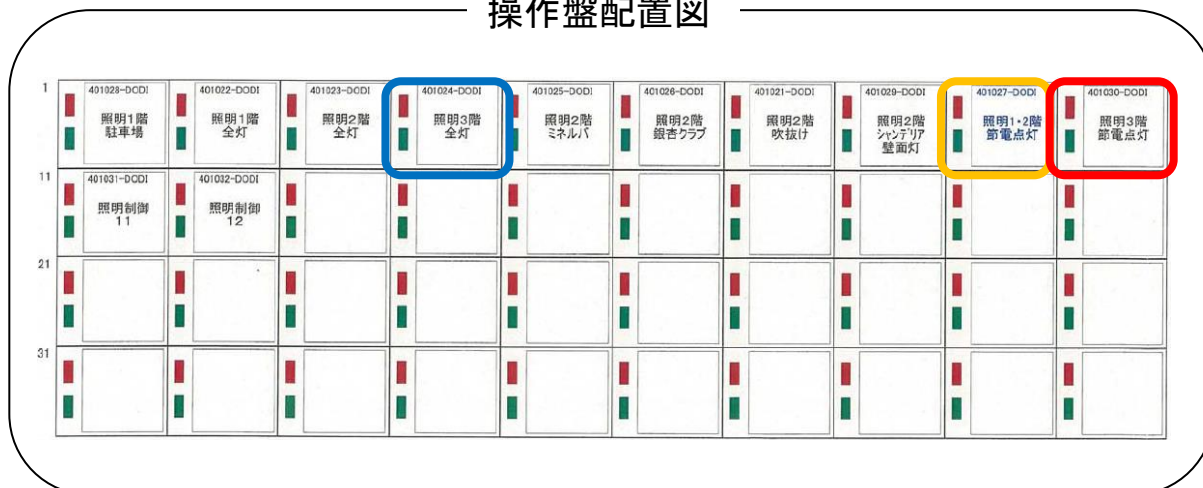 操作盤配置図
1
401028-DODI
照明1階
駐車場
401022-DODI
照明1階
全灯
401023-DODI
照明2階
全灯
401024-DODI
照明3階
全灯
401025-DODI
照明2階
ミネルバ
401026-DODI
照明2階
銀杏クラブ
401021-DODI
照明2階
吹抜け
401029-DODI
照明2階
シャンデリア
壁面灯
401027-DODI
照明1・2階
節電点灯
401030-DODI
照明3階
節電点灯
11
401031-DODI
照明制御
11
401032-DODI
照明制御
12
21
31